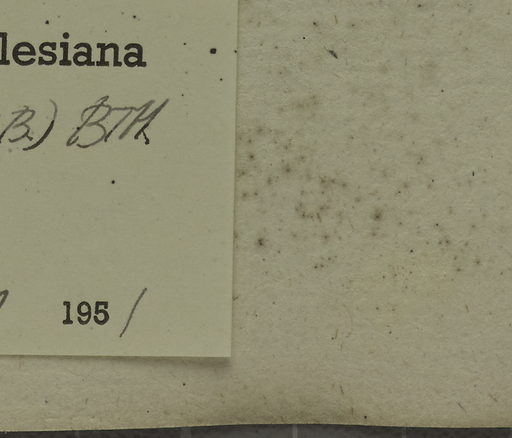 lesiana
B.) BTH.
195/